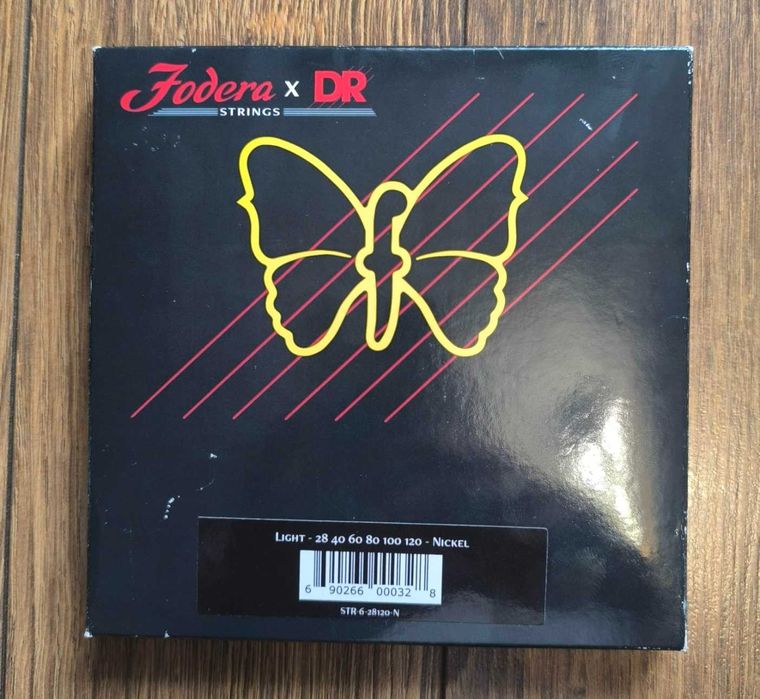 Fodera x DR
STRINGS
Light - 28 40 60 80 100 120 - Nickel
6 90266 00032 8
STR-6-28120-N